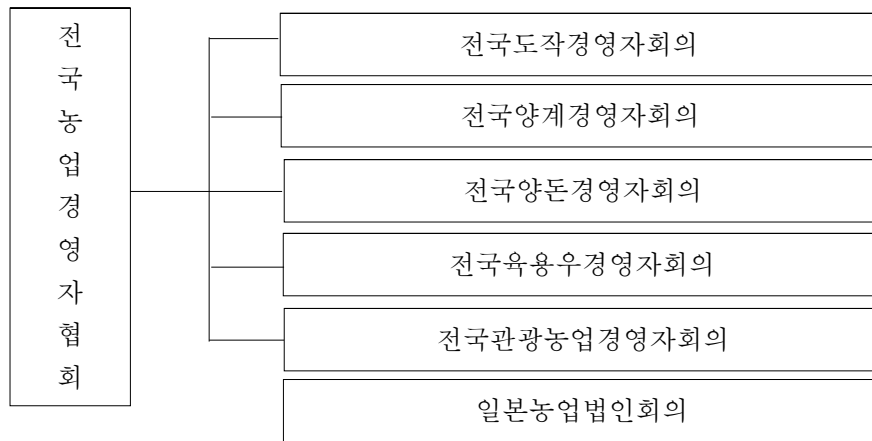 전국농업경영자협회
전국도작경영자회의
전국양계경영자회의
전국양돈경영자회의
전국육용우경영자회의
전국관광농업경영자회의
일본농업법인회의